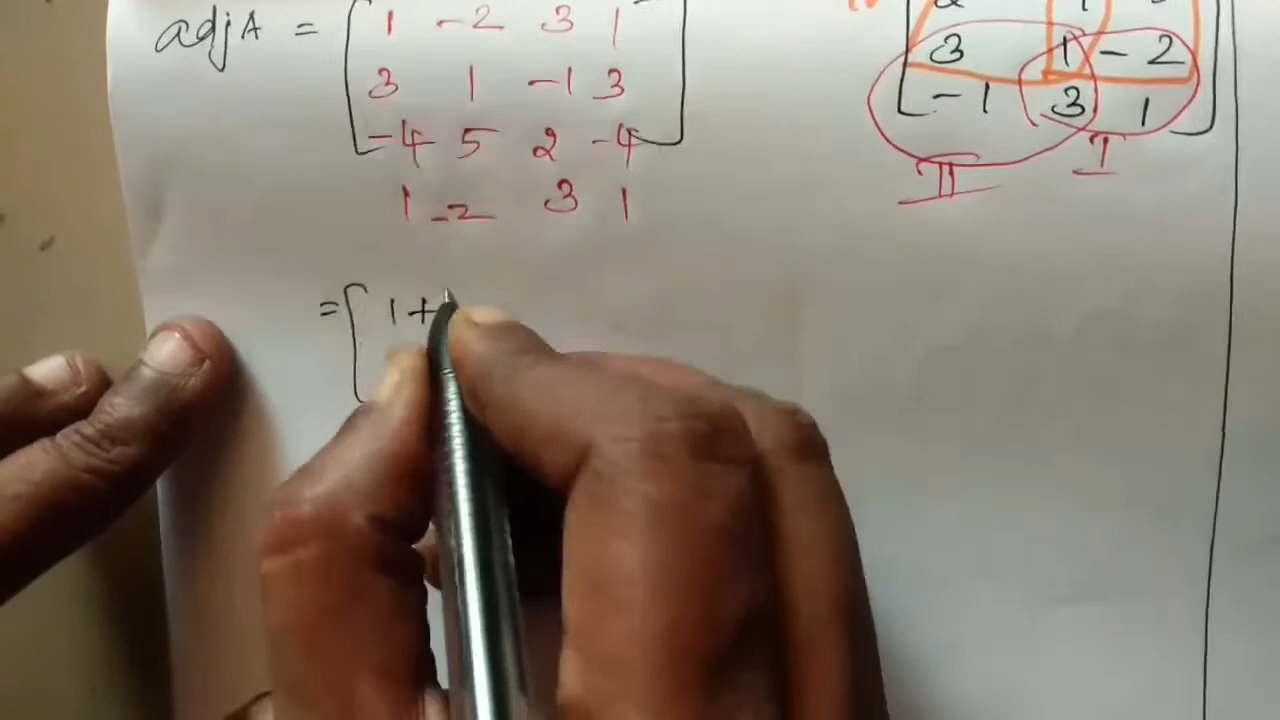 adj A = 1 -2 3 1
3 1 -1 3
-4 5 2 -4
1 -2 3 1
= [ 1 +
3 1 -2
-1 3 1
II I